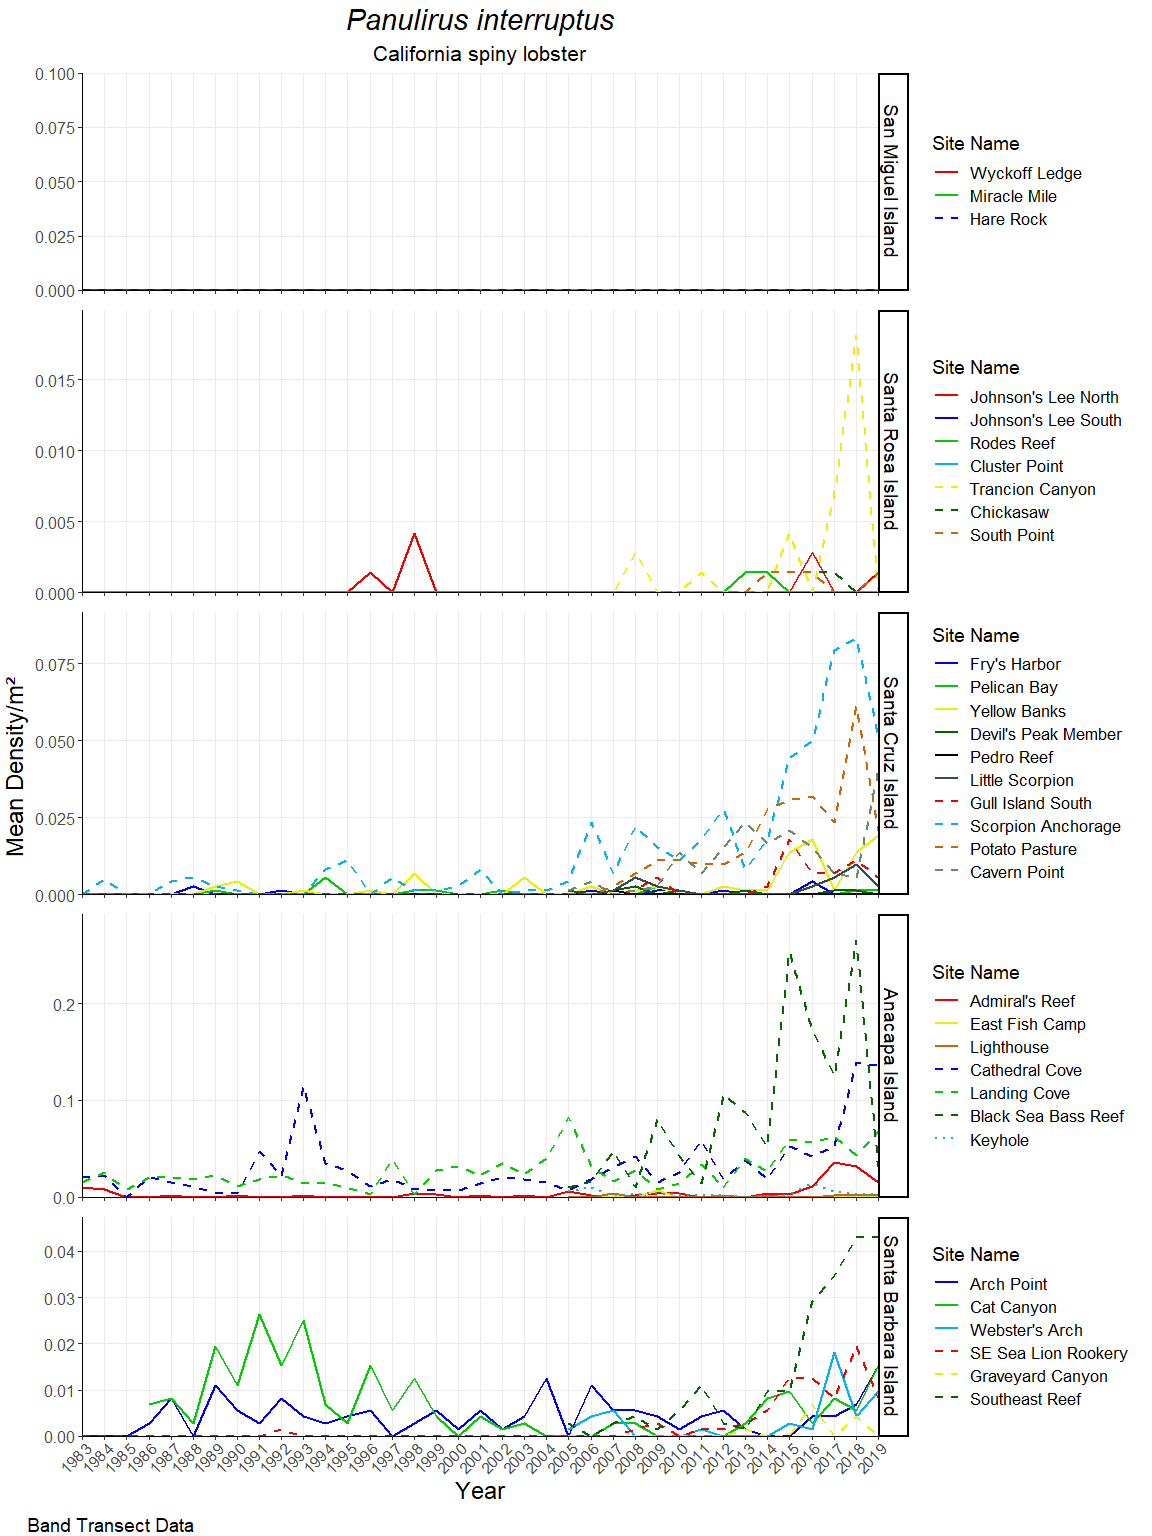 Panulirus interruptus
California spiny lobster
Mean Density/m²
0.100
0.075
0.050
0.025
0.000
San Miguel Island
Site Name
Wyckoff Ledge
Miracle Mile
Hare Rock
0.015
0.010
0.005
0.000
Santa Rosa Island
Site Name
Johnson's Lee North
Johnson's Lee South
Rodes Reef
Cluster Point
Trancion Canyon
Chickasaw
South Point
0.075
0.050
0.025
0.000
Santa Cruz Island
Site Name
Fry's Harbor
Pelican Bay
Yellow Banks
Devil's Peak Member
Pedro Reef
Little Scorpion
Gull Island South
Scorpion Anchorage
Potato Pasture
Cavern Point
0.2
0.1
0.0
Anacapa Island
Site Name
Admiral's Reef
East Fish Camp
Lighthouse
Cathedral Cove
Landing Cove
Black Sea Bass Reef
Keyhole
0.04
0.03
0.02
0.01
0.00
Santa Barbara Island
Site Name
Arch Point
Cat Canyon
Webster's Arch
SE Sea Lion Rookery
Graveyard Canyon
Southeast Reef
1983 1984 1985 1986 1987 1988 1989 1990 1991 1992 1993 1994 1995 1996 1997 1998 1999 2000 2001 2002 2003 2004 2005 2006 2007 2008 2009 2010 2011 2012 2013 2014 2015 2016 2017 2018 2019
Year
Band Transect Data